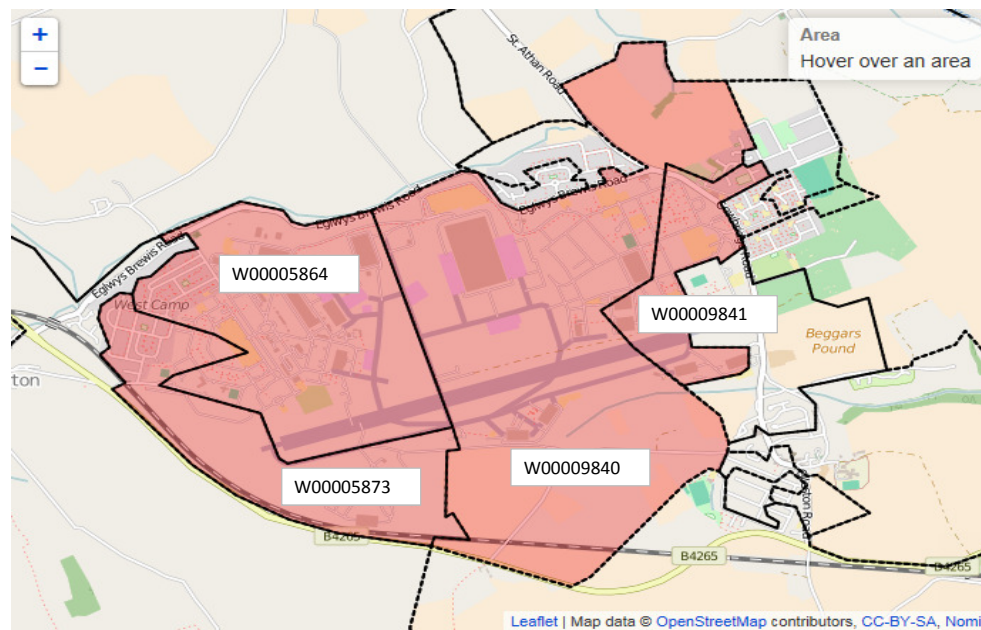 +
−
Area
Hover over an area
St. Athan Road
Eglwys Brewis Road
Eglwys Brewis Road
Eglwys Brewis Road
W00005864
West Camp
W00009841
Beggars
Pound
W00009840
W00005873
B4265
B4265
B4265
Leaflet | Map data © OpenStreetMap contributors, CC-BY-SA, Nomi